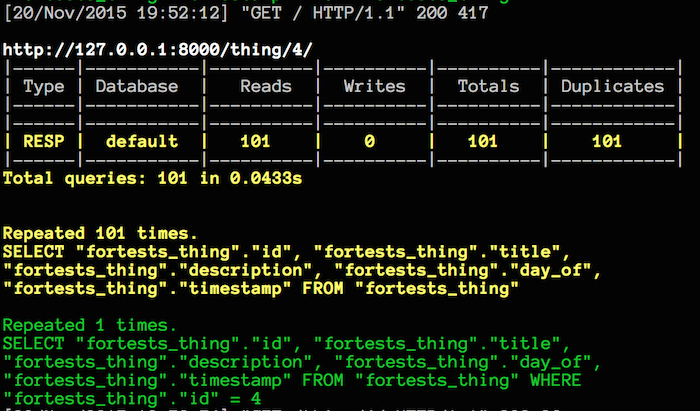 [20/Nov/2015 19:52:12] "GET / HTTP/1.1" 200 417
http://127.0.0.1:8000/thing/4/
|------|-----------|----------|----------|----------|------------|
| Type | Database | Reads | Writes | Totals | Duplicates |
|------|-----------|----------|----------|----------|------------|
|------|-----------|----------|----------|----------|------------|
| RESP | default | 101 | 0 | 101 | 101 |
|------|-----------|----------|----------|----------|------------|
Total queries: 101 in 0.0433s
Repeated 101 times.
SELECT "fortests_thing"."id", "fortests_thing"."title",
"fortests_thing"."description", "fortests_thing"."day_of",
"fortests_thing"."timestamp" FROM "fortests_thing"
Repeated 1 times.
SELECT "fortests_thing"."id", "fortests_thing"."title",
"fortests_thing"."description", "fortests_thing"."day_of",
"fortests_thing"."timestamp" FROM "fortests_thing" WHERE
"fortests_thing"."id" = 4